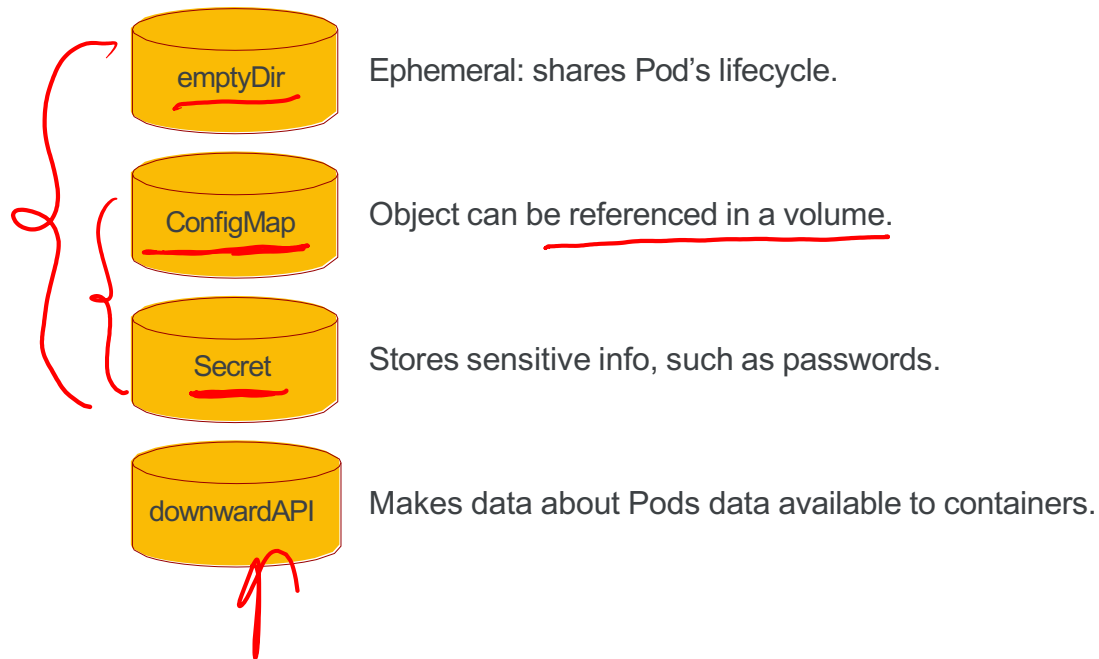 emptyDir
Ephemeral: shares Pod’s lifecycle.
ConfigMap
Object can be referenced in a volume.
Secret
Stores sensitive info, such as passwords.
downwardAPI
Makes data about Pods data available to containers.